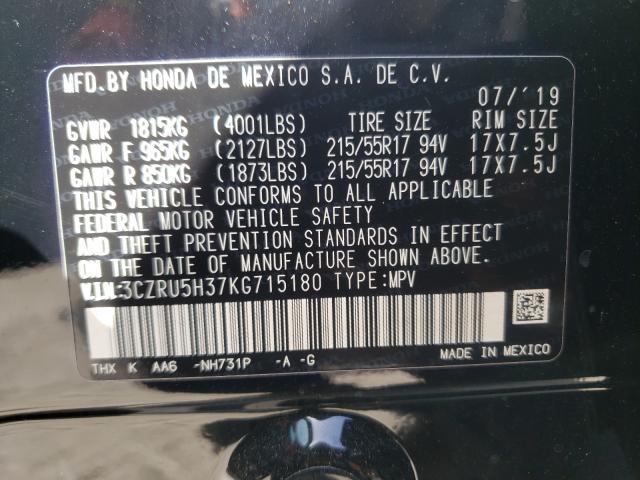 MFD.BY HONDA DE MEXICO S.A. DE C.V.
07/'19
GVWR 1815KG (4001LBS) TIRE SIZE RIM SIZE
GAWR F 965KG (2127LBS) 215/55R17 94V 17X7.5J
GAWR R 850KG (1873LBS) 215/55R17 94V 17X7.5J
THIS VEHICLE CONFORMS TO ALL APPLICABLE
FEDERAL MOTOR VEHICLE SAFETY
AND THEFT PREVENTION STANDARDS IN EFFECT
ON THE DATE OF MANUFACTURE SHOWN ABOVE.
V.I.N:3CZRU5H37KG715180 TYPE:MPV
THX K AA6 -NH731P -A -G
MADE IN MEXICO